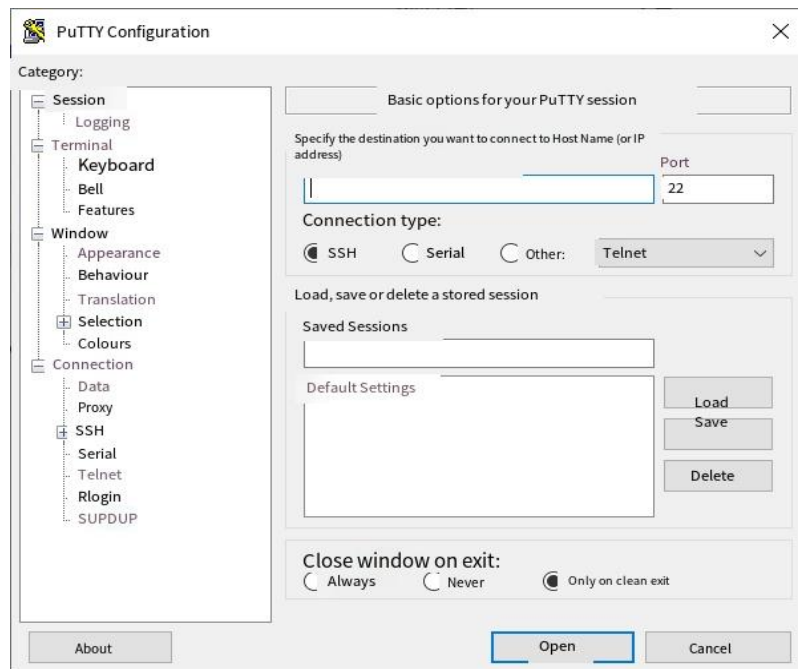 PuTTY Configuration
Category:
Session
Logging
Terminal
Keyboard
Bell
Features
Window
Appearance
Behaviour
Translation
Selection
Colours
Connection
Data
Proxy
SSH
Serial
Telnet
Rlogin
SUPDUP
Basic options for your PuTTY session
Specify the destination you want to connect to Host Name (or IP
address)
Port
22
Connection type:
SSH Serial Other: Telnet
Load, save or delete a stored session
Saved Sessions
Default Settings
Load
Save
Delete
Close window on exit:
Always Never Only on clean exit
About Open Cancel